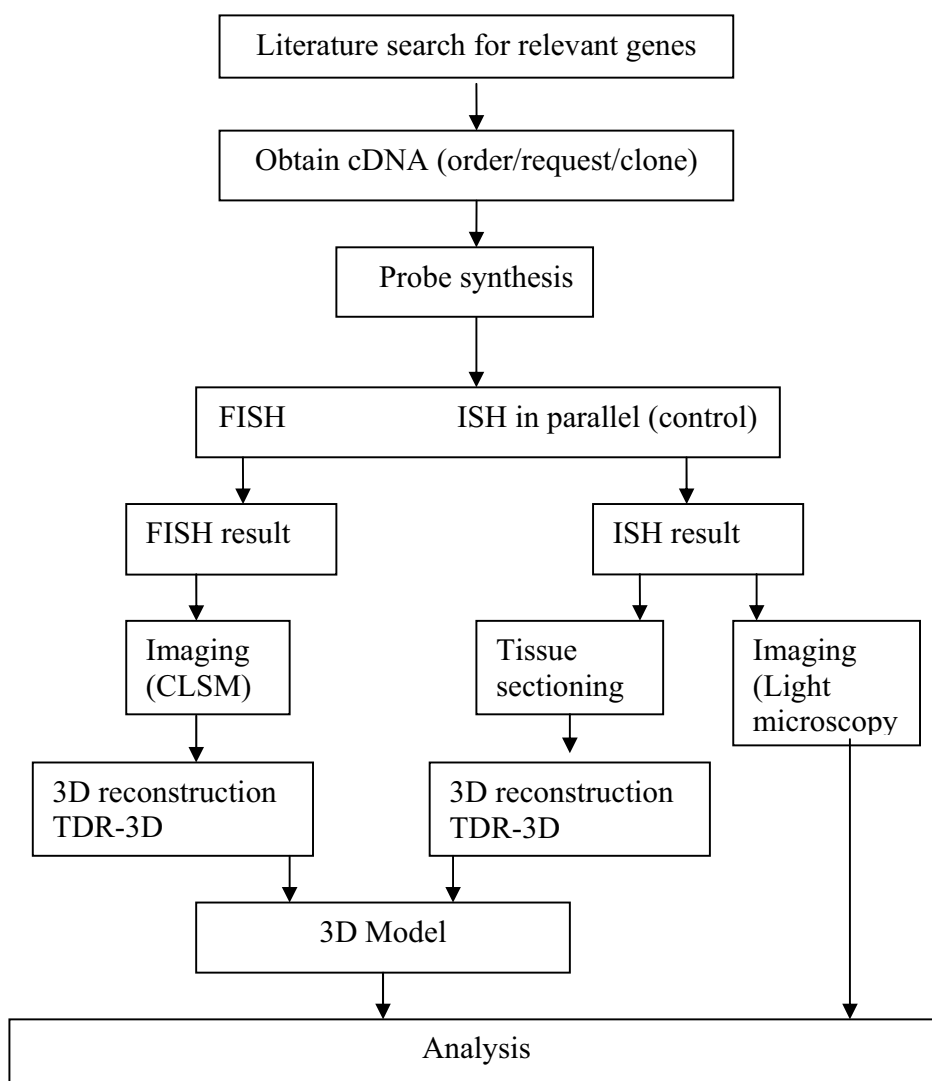 Literature search for relevant genes
Obtain cDNA (order/request/clone)
Probe synthesis
FISH ISH in parallel (control)
FISH result
ISH result
Imaging
(CLSM)
Tissue
sectioning
Imaging
(Light
microscopy
3D reconstruction
TDR-3D
3D reconstruction
TDR-3D
3D Model
Analysis